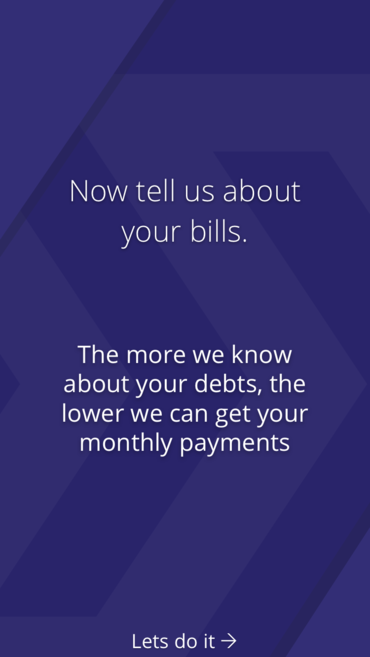 Now tell us about
your bills.
The more we know
about your debts, the
lower we can get your
monthly payments
Lets do it →